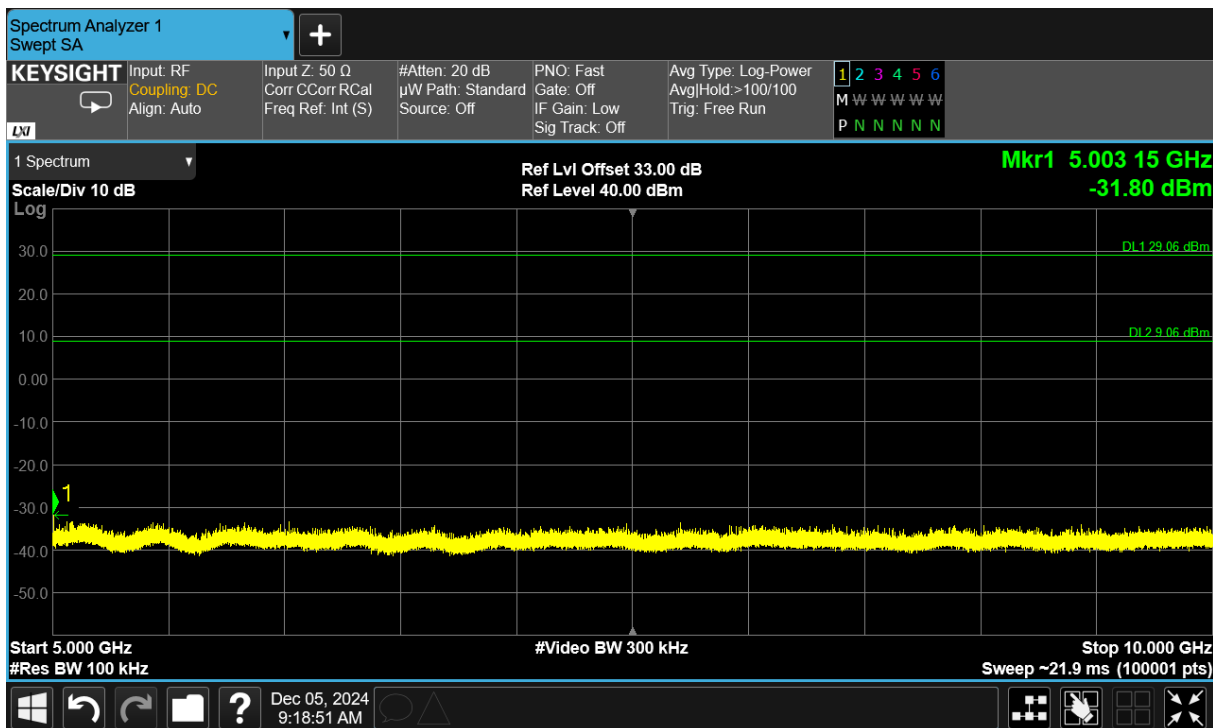 Spectrum Analyzer 1
Swept SA
+
KEYSIGHT
LXI
Input: RF
Coupling: DC
Align: Auto
Input Z: 50 Ω
Corr CCorr RCal
Freq Ref: Int (S)
#Atten: 20 dB
µW Path: Standard
Source: Off
PNO: Fast
Gate: Off
IF Gain: Low
Sig Track: Off
Avg Type: Log-Power
Avg|Hold:>100/100
Trig: Free Run
1 2 3 4 5 6
M W W W W W
P N N N N N
1 Spectrum
Scale/Div 10 dB
Log
Ref Lvl Offset 33.00 dB
Ref Level 40.00 dBm
Mkr1 5.003 15 GHz
-31.80 dBm
30.0
20.0
10.0
0.00
-10.0
-20.0
-30.0
-40.0
-50.0
DL1 29.06 dBm
DL2 9.06 dBm
1
Start 5.000 GHz
#Res BW 100 kHz
#Video BW 300 kHz
Stop 10.000 GHz
Sweep ~21.9 ms (100001 pts)
?
Dec 05, 2024
9:18:51 AM